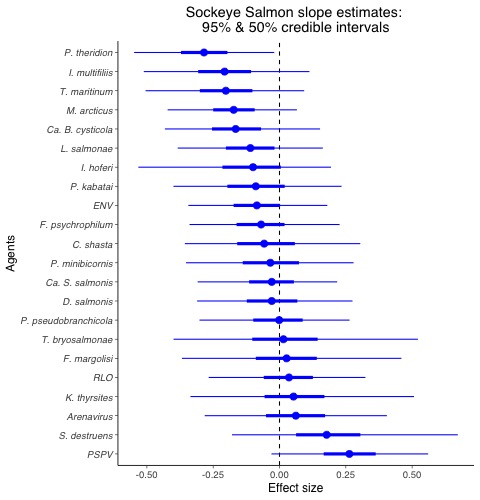 Sockeye Salmon slope estimates:
95% & 50% credible intervals
Agents
P. theridion
I. multifiliis
T. maritinum
M. arcticus
Ca. B. cysticola
L. salmonae
I. hoferi
P. kabatai
ENV
F. psychrophilum
C. shasta
P. minibicornis
Ca. S. salmonis
D. salmonis
P. pseudobranchicola
T. bryosalmonae
F. margolisi
RLO
K. thyrsites
Arenavirus
S. destruens
PSPV
-0.50 -0.25 0.00 0.25 0.50
Effect size